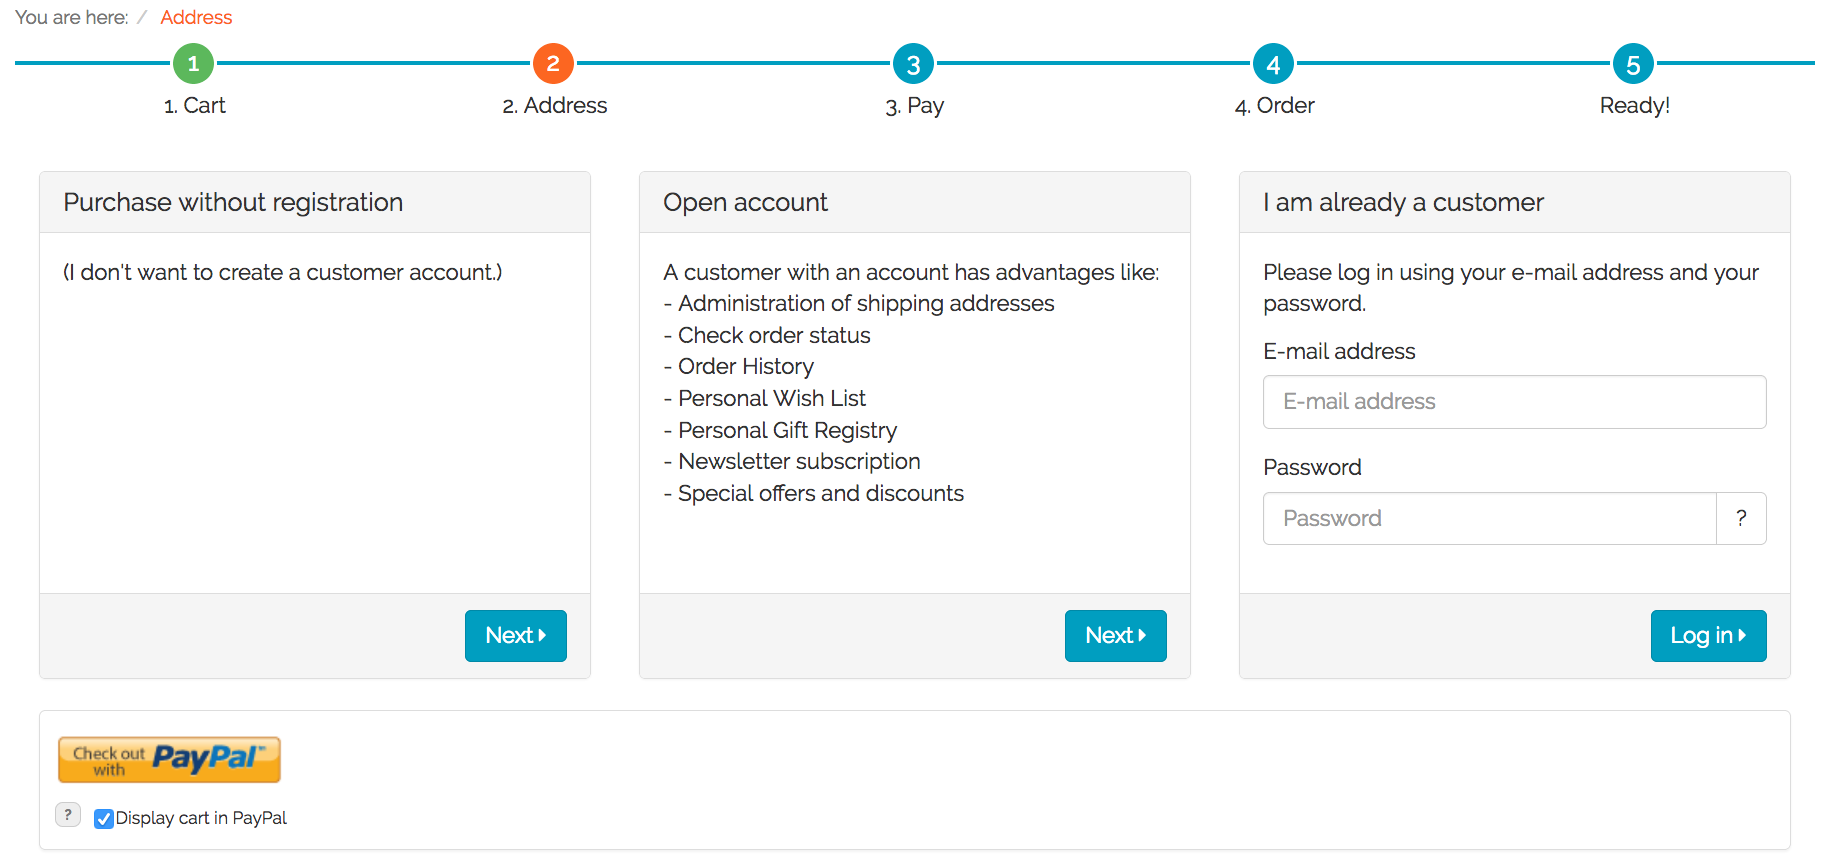 You are here: / Address
1 2 3 4 5
1. Cart 2. Address 3. Pay 4. Order Ready!
Purchase without registration
(I don't want to create a customer account.)
Next
Open account
A customer with an account has advantages like:
- Administration of shipping addresses
- Check order status
- Order History
- Personal Wish List
- Personal Gift Registry
- Newsletter subscription
- Special offers and discounts
Next
I am already a customer
Please log in using your e-mail address and your
password.
E-mail address
E-mail address
Password
Password ?
Log in
Check out
with PayPal™
? Display cart in PayPal